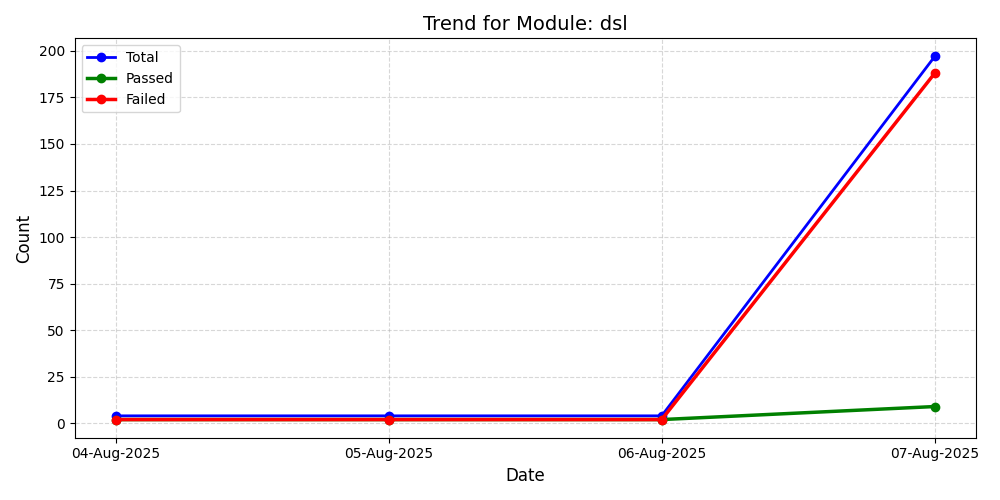 Trend for Module: dsl
Total
Passed
Failed
200
175
150
125
100
75
50
25
0
Count
04-Aug-2025 05-Aug-2025 06-Aug-2025 07-Aug-2025
Date